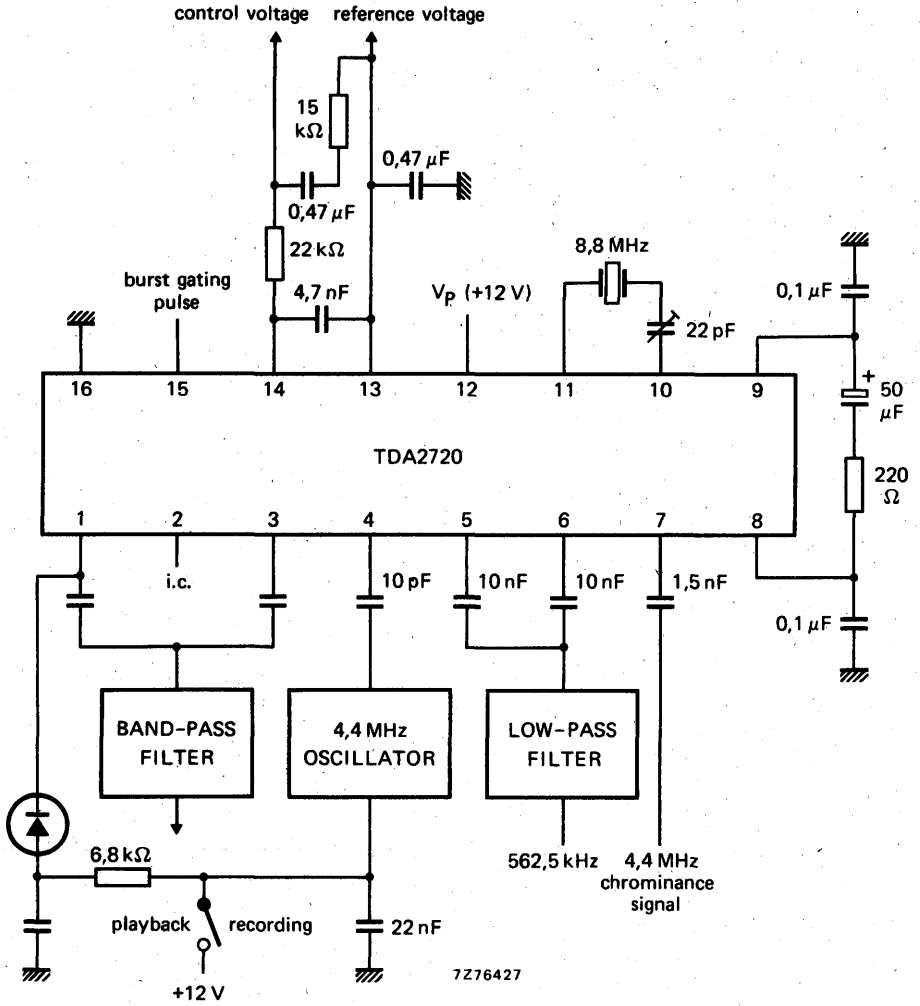 control voltage
reference voltage
15
kΩ
0,47 μF
0,47 μF
22 kΩ
8,8 MHz
burst gating
pulse
4,7 nF
VP (+12 V)
22 pF
0,1 μF
+
50
μF
16
15
14
13
12
11
10
9
TDA2720
220
Ω
1
2
3
4
5
6
7
8
i.c.
10 pF
10 nF
10 nF
1,5 nF
0,1 μF
BAND-PASS
FILTER
4,4 MHz
OSCILLATOR
LOW-PASS
FILTER
6,8 kΩ
562,5 kHz
4,4 MHz
chrominance
signal
playback
recording
22 nF
+12 V
7Z76427